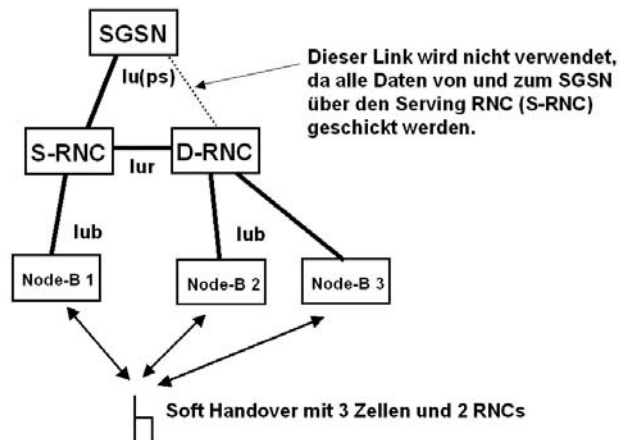 SGSN
Iu(ps)
Dieser Link wird nicht verwendet,
da alle Daten von und zum SGSN
über den Serving RNC (S-RNC)
geschickt werden.
S-RNC
D-RNC
Iur
Iub
Iub
Node-B 1
Node-B 2
Node-B 3
Soft Handover mit 3 Zellen und 2 RNCs